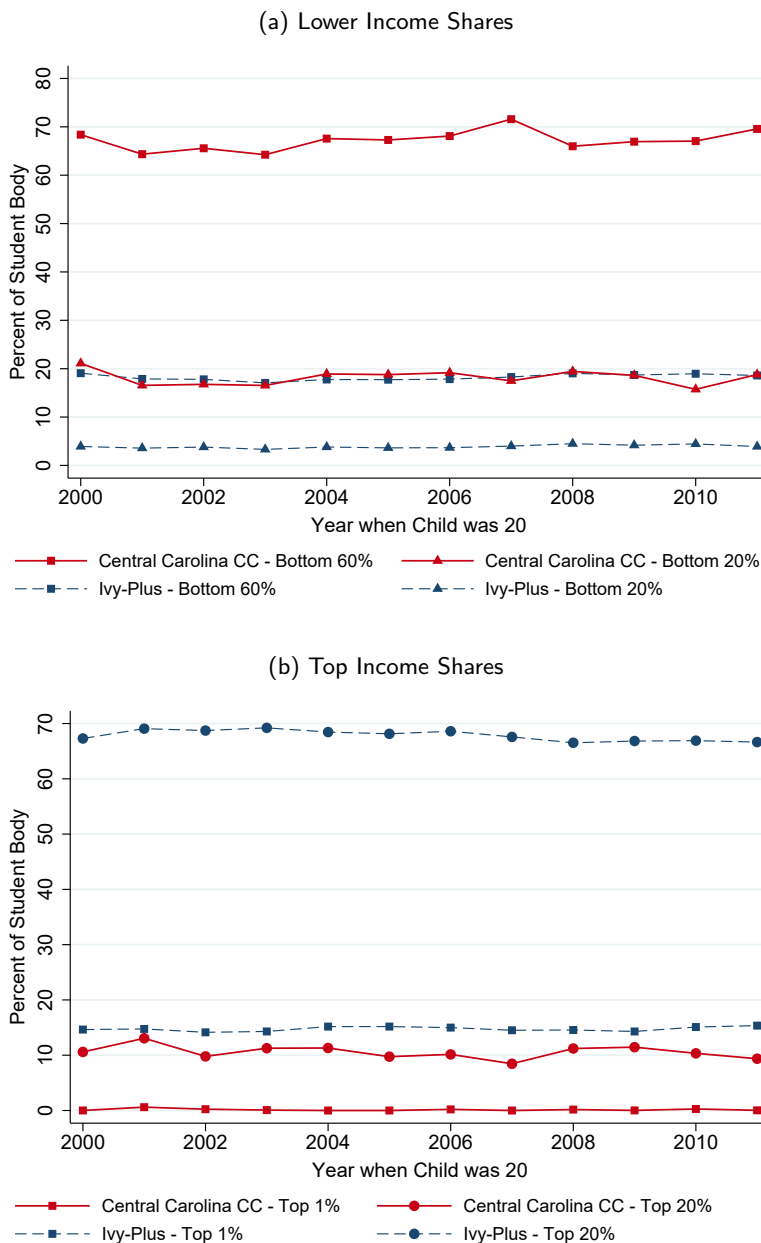 (a) Lower Income Shares
80
70
60
50
40
30
20
10
0
Percent of Student Body
2000 2002 2004 2006 2008 2010
Year when Child was 20
Central Carolina CC - Bottom 60% Central Carolina CC - Bottom 20%
Ivy-Plus - Bottom 60% Ivy-Plus - Bottom 20%
(b) Top Income Shares
70
60
50
40
30
20
10
0
Percent of Student Body
2000 2002 2004 2006 2008 2010
Year when Child was 20
Central Carolina CC - Top 1% Central Carolina CC - Top 20%
Ivy-Plus - Top 1% Ivy-Plus - Top 20%